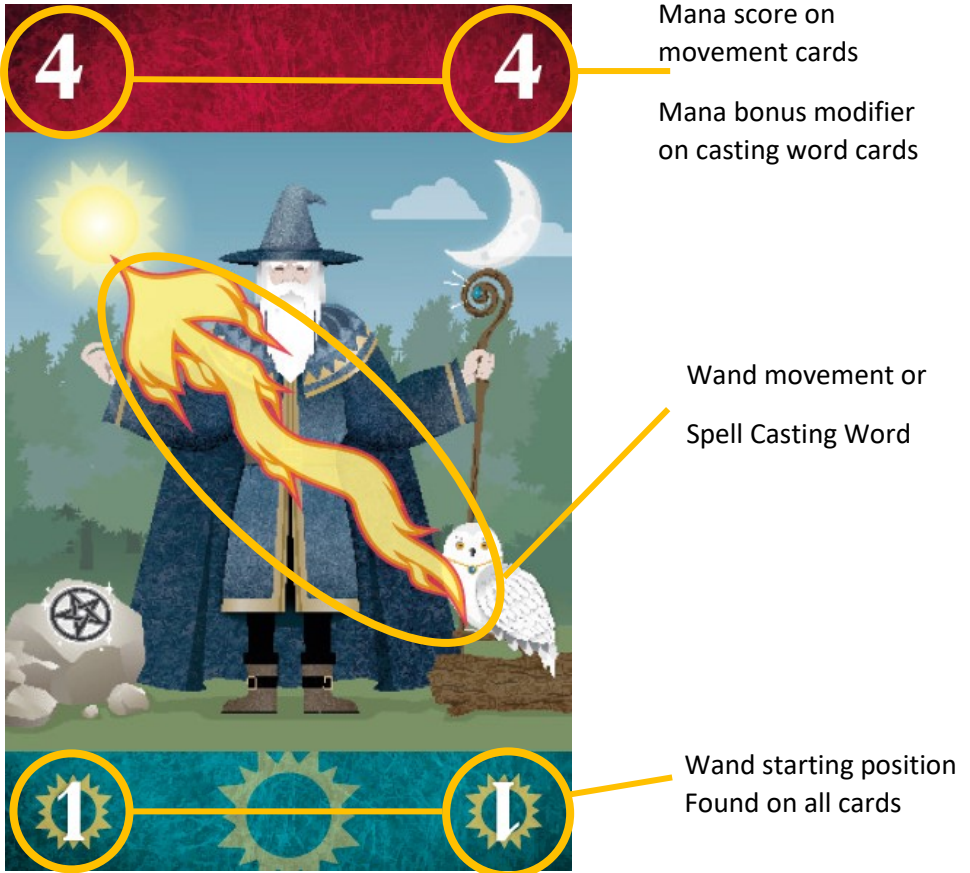 4 4
Mana score on
movement cards
Mana bonus modifier
on casting word cards
Wand movement or
Spell Casting Word
1 1
Wand starting position
Found on all cards